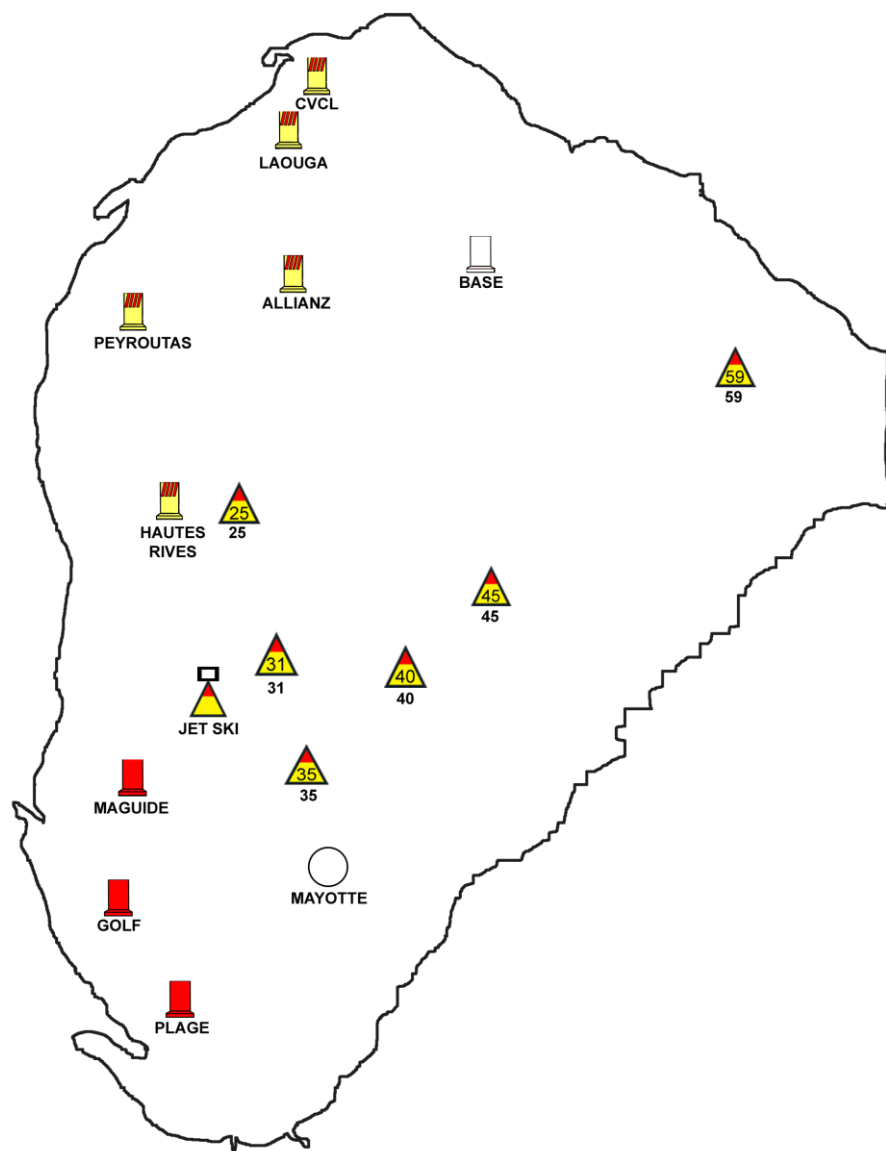 CVCL
LAOUGA
BASE
ALLIANZ
PEYROUTAS
59
59
HAUTES
RIVES
25
25
45
45
31
31
40
40
JET SKI
35
35
MAGUIDE
MAYOTTE
GOLF
PLAGE